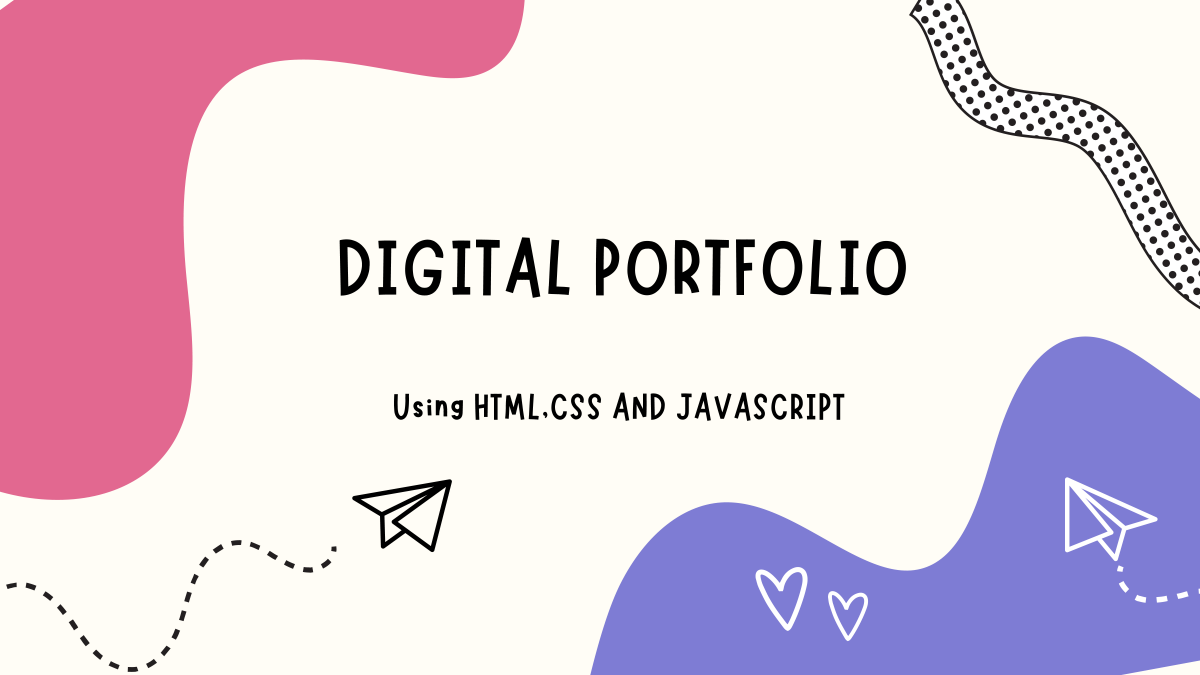 DIGITAL PORTFOLIO
Using HTML,CSS AND JAVASCRIPT